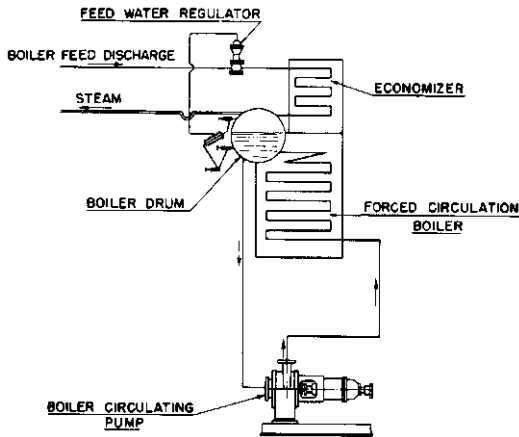 FEED WATER REGULATOR
BOILER FEED DISCHARGE
ECONOMIZER
STEAM
BOILER DRUM
FORCED CIRCULATION
BOILER
BOILER CIRCULATING
PUMP